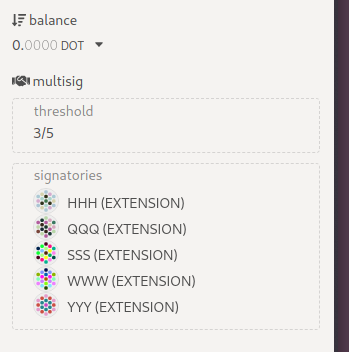 balance
0.0000 DOT
multisig
threshold
3/5
signatories
HHH (EXTENSION)
QQQ (EXTENSION)
SSS (EXTENSION)
WWW (EXTENSION)
YYY (EXTENSION)